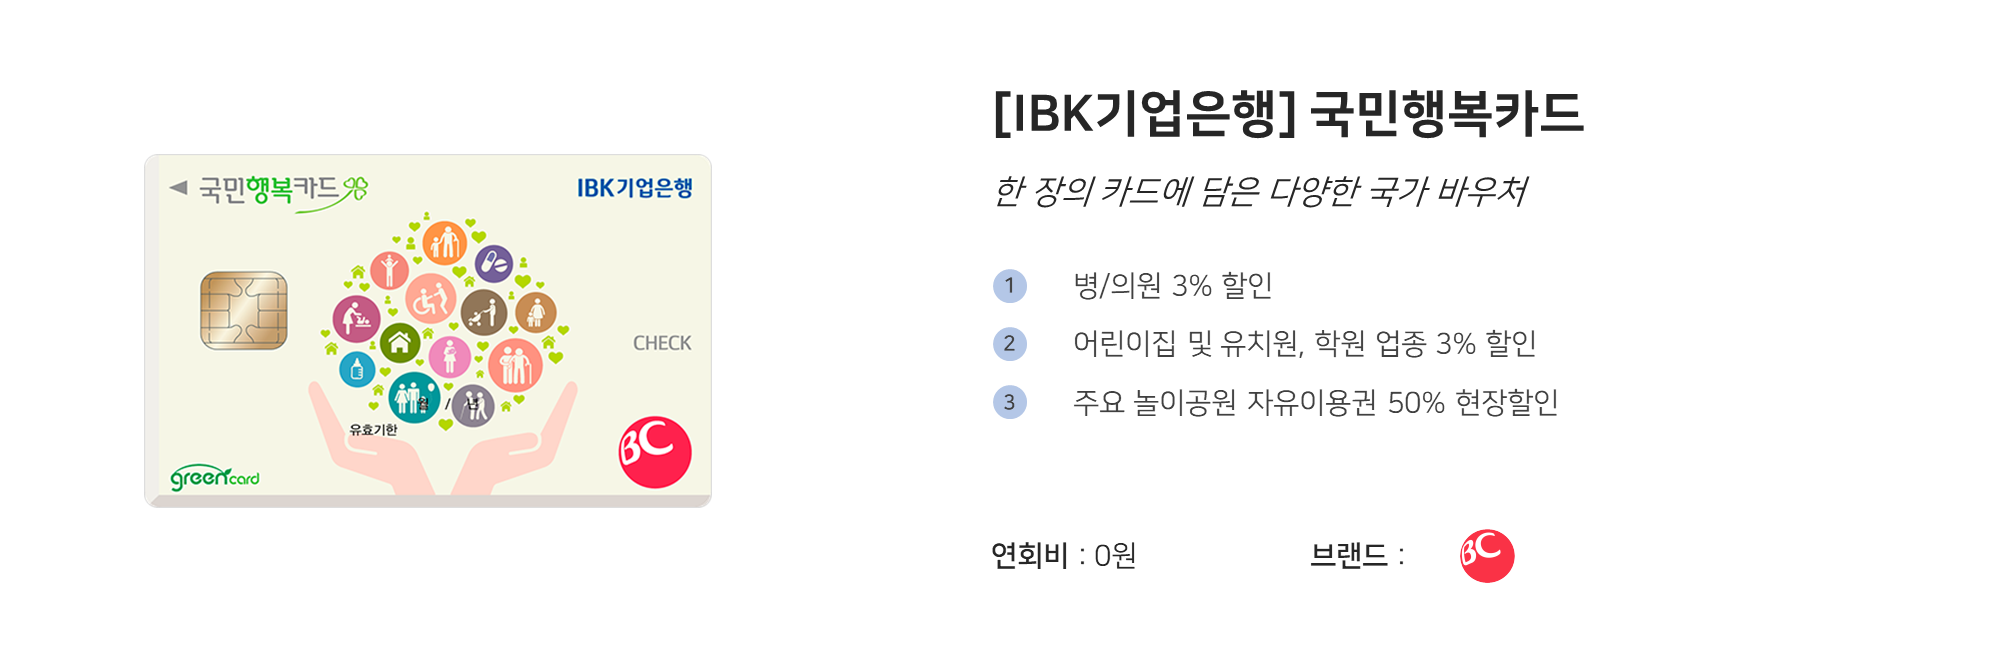 국민행복카드
IBK기업은행
CHECK
월 / 년
유효기한
BC
greencard
[IBK기업은행] 국민행복카드
한 장의 카드에 담은 다양한 국가 바우처
1 병/의원 3% 할인
2 어린이집 및 유치원, 학원 업종 3% 할인
3 주요 놀이공원 자유이용권 50% 현장할인
연회비 : 0원 브랜드 : BC